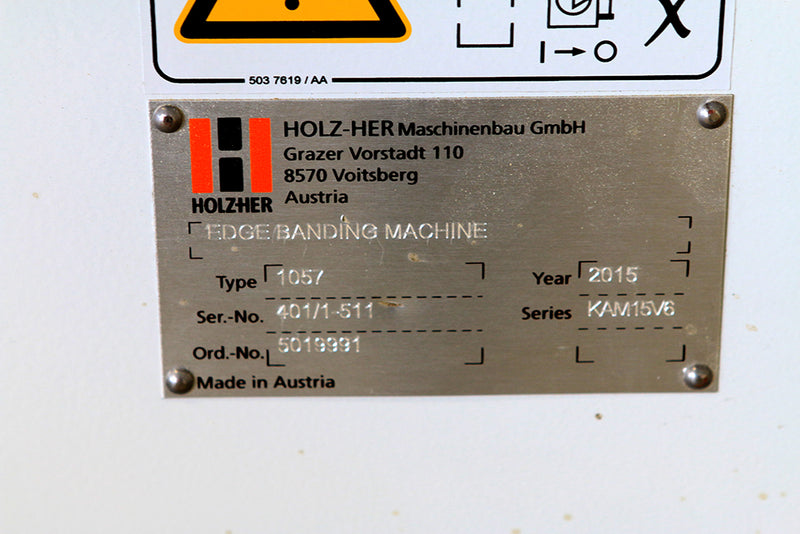 503 7619 / AA
HOLZ-HER Maschinenbau GmbH
Grazer Vorstadt 110
8570 Voitsberg
Austria
HOLZHER
EDGE BANDING MACHINE
Type 1057 Year 2015
Ser.-No. 401/1-511 Series KAM15V6
Ord.-No. 5019991
Made in Austria